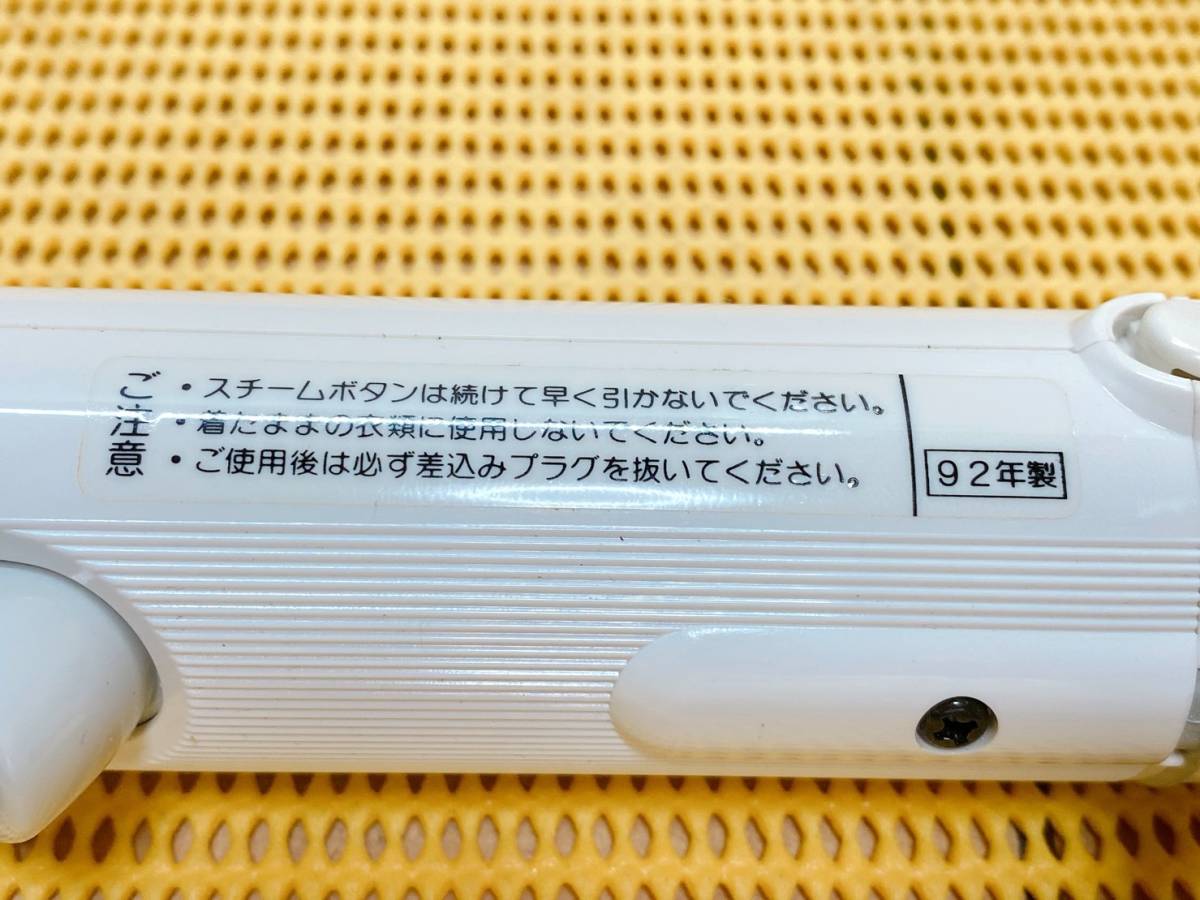 ご注意
・スチームボタンは続けて早く引かないでください。
・着たままの衣類に使用しないでください。
・ご使用後は必ず差込みプラグを抜いてください。
92年製